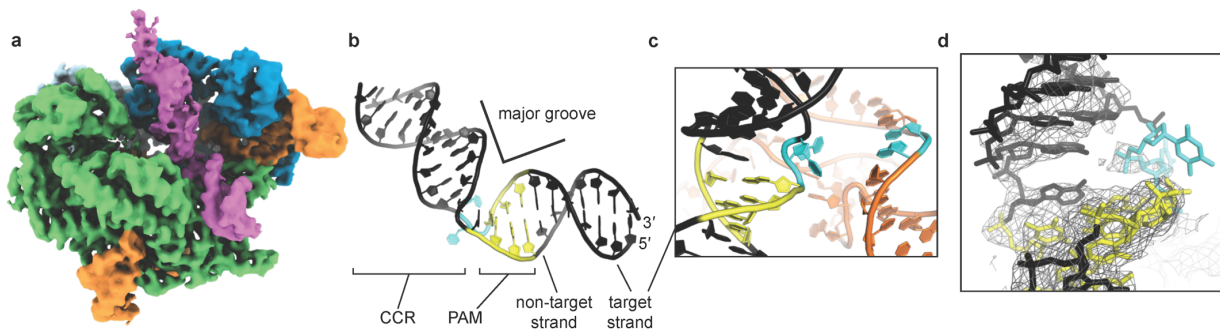 a
b
c
d
major groove
3′
5′
CCR
PAM
non-target
strand
target
strand